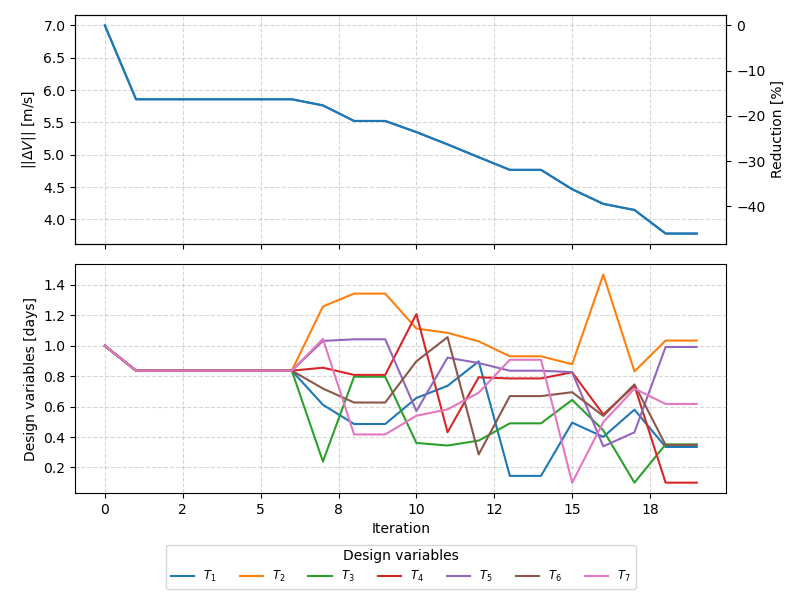 7.0
6.5
6.0
5.5
5.0
4.5
4.0
||ΔV|| [m/s]
0
−10
−20
−30
−40
Reduction [%]
1.4
1.2
1.0
0.8
0.6
0.4
0.2
Design variables [days]
0 2 5 8 10 12 15 18
Iteration
Design variables
T₁ T₂ T₃ T₄ T₅ T₆ T₇